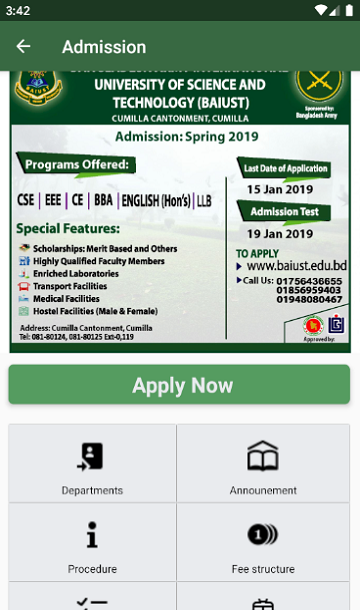 3:42
Admission
UNIVERSITY OF SCIENCE AND
TECHNOLOGY (BAIUST)
CUMILLA CANTONMENT, CUMILLA
Sponsored by:
Bangladesh Army
Admission: Spring 2019
Programs Offered:
CSE | EEE | CE | BBA | ENGLISH (Hon's) | LLB
Special Features:
Scholarships: Merit Based and Others
Highly Qualified Faculty Members
Enriched Laboratories
Transport Facilities
Medical Facilities
Hostel Facilities (Male & Female)
Address: Cumilla Cantonment, Cumilla
Tel: 081-80124, 081-80125 Ext-0,119
Last Date of Application
15 Jan 2019
Admission Test
19 Jan 2019
TO APPLY
www.baiust.edu.bd
Call Us: 01756436655
01856959403
01948080467
Approved by:
Apply Now
Departments
Announement
Procedure
Fee structure